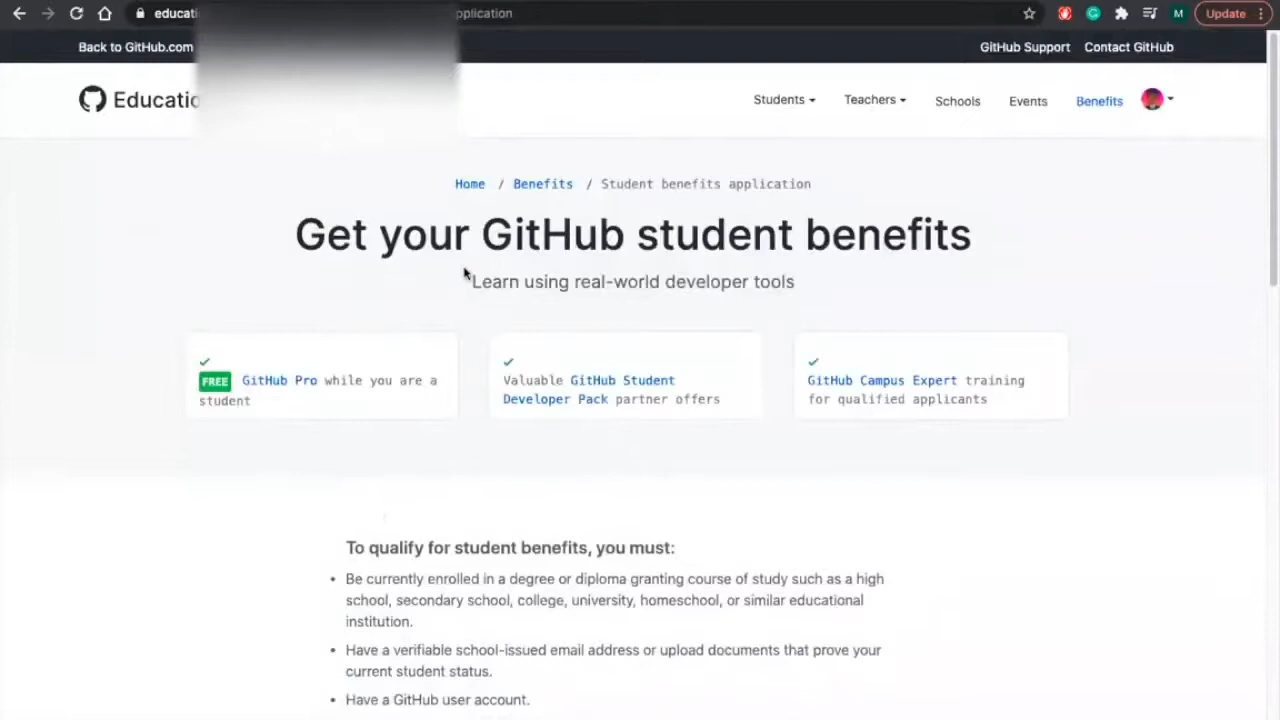 Update
Back to GitHub.com
GitHub Support
Contact GitHub
Students
Teachers
Schools
Events
Benefits
Home / Benefits / Student benefits application
Get your GitHub student benefits
Learn using real-world developer tools
FREE GitHub Pro while you are a
student
Valuable GitHub Student
Developer Pack partner offers
GitHub Campus Expert training
for qualified applicants
To qualify for student benefits, you must:
• Be currently enrolled in a degree or diploma granting course of study such as a high
school, secondary school, college, university, homeschool, or similar educational
institution.
• Have a verifiable school-issued email address or upload documents that prove your
current student status.
• Have a GitHub user account.